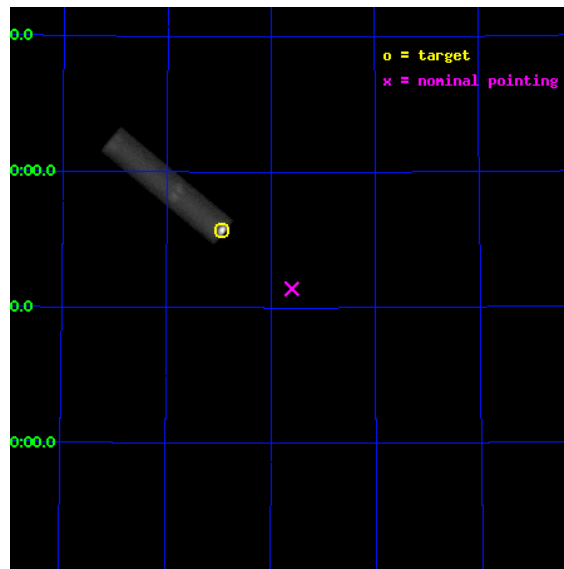 0.0
o = target
x = nominal pointing
0:00.0
0.0
0:00.0